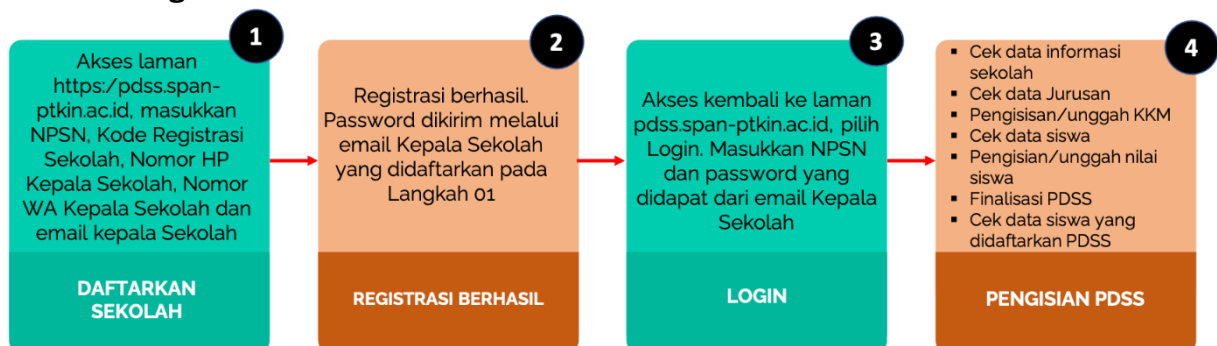 1
Akses laman
https:/pdss.span-
ptkin.ac.id, masukkan
NPSN, Kode Registrasi
Sekolah, Nomor HP
Kepala Sekolah, Nomor
WA Kepala Sekolah dan
email kepala Sekolah
DAFTARKAN
SEKOLAH
2
Registrasi berhasil.
Password dikirim melalui
email Kepala Sekolah
yang didaftarkan pada
Langkah 01
REGISTRASI BERHASIL
3
Akses kembali ke laman
pdss.span-ptkin.ac.id, pilih
Login. Masukkan NPSN
dan password yang
didapat dari email Kepala
Sekolah
LOGIN
4
▪ Cek data informasi
sekolah
▪ Cek data Jurusan
▪ Pengisisan/unggah KKM
▪ Cek data siswa
▪ Pengisian/unggah nilai
siswa
▪ Finalisasi PDSS
▪ Cek data siswa yang
didaftarkan PDSS
PENGISIAN PDSS